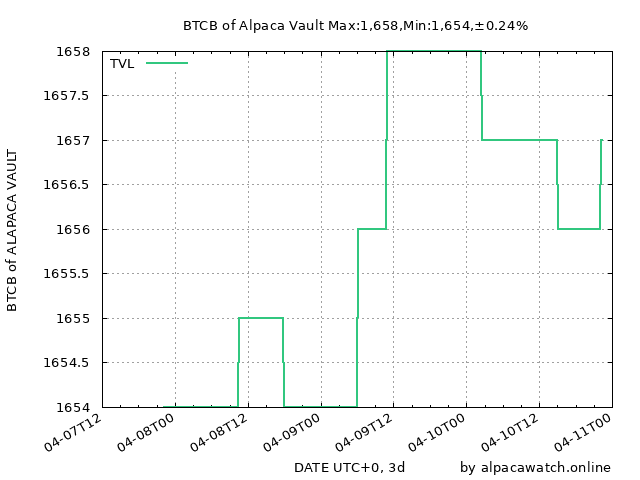 BTCB of Alpaca Vault Max:1,658,Min:1,654,±0.24%
TVL
1658
1657.5
1657
1656.5
1656
1655.5
1655
1654.5
1654
BTCB of ALAPACA VAULT
04-07T12
04-08T00
04-08T12
04-09T00
04-09T12
04-10T00
04-10T12
04-11T00
DATE UTC+0, 3d
by alpacawatch.online